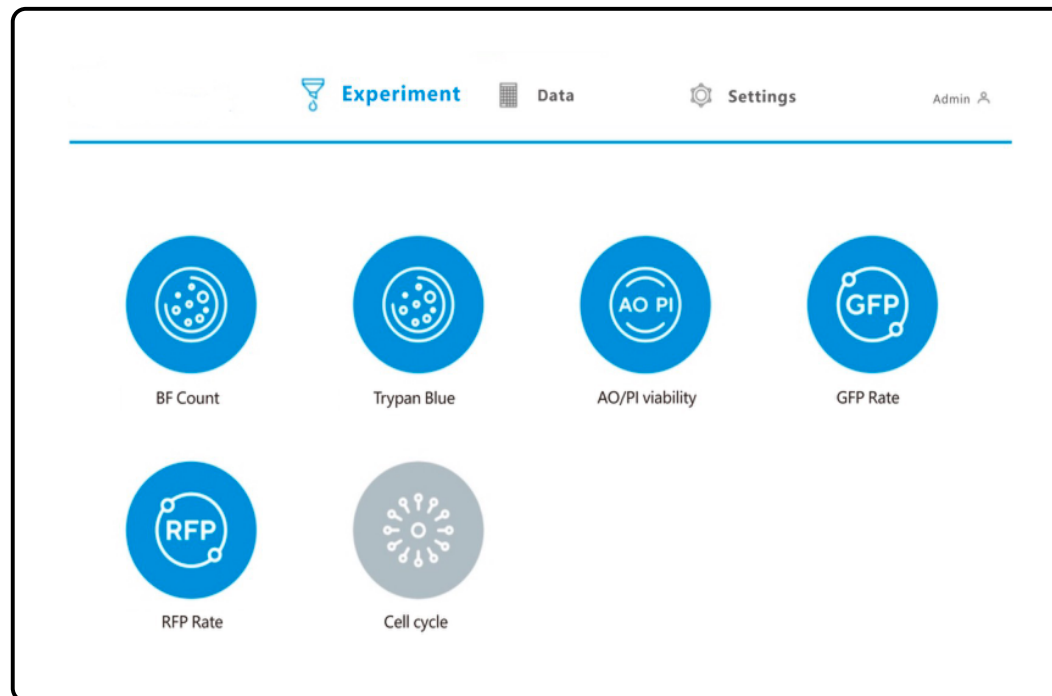 Experiment
Data
Settings
Admin
AO PI
GFP
BF Count
Trypan Blue
AO/PI viability
GFP Rate
RFP
RFP Rate
Cell cycle